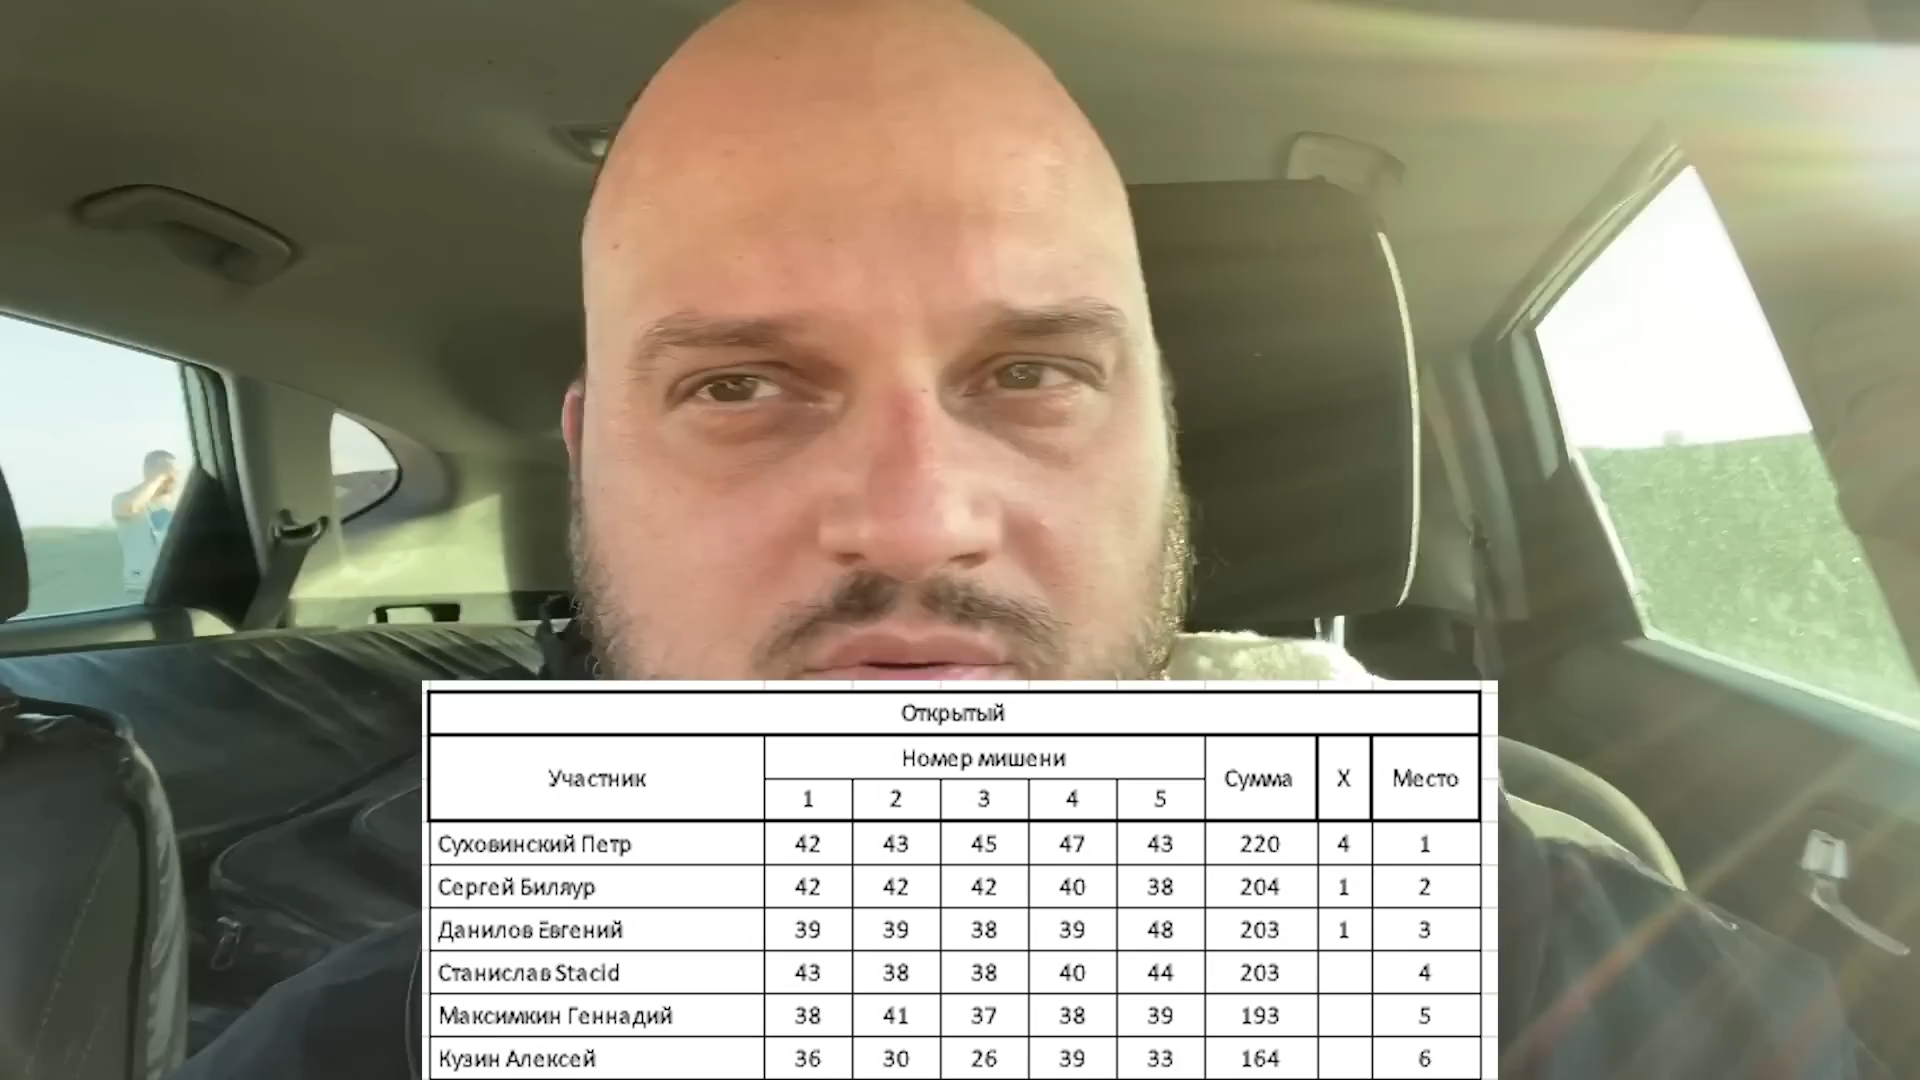 Открытый
Участник Номер мишени Сумма X Место
1 2 3 4 5
Суховинский Петр 42 43 45 47 43 220 4 1
Сергей Биляур 42 42 42 40 38 204 1 2
Данилов Евгений 39 39 38 39 48 203 1 3
Станислав Stacid 43 38 38 40 44 203 4
Максимкин Геннадий 38 41 37 38 39 193 5
Кузин Алексей 36 30 26 39 33 164 6